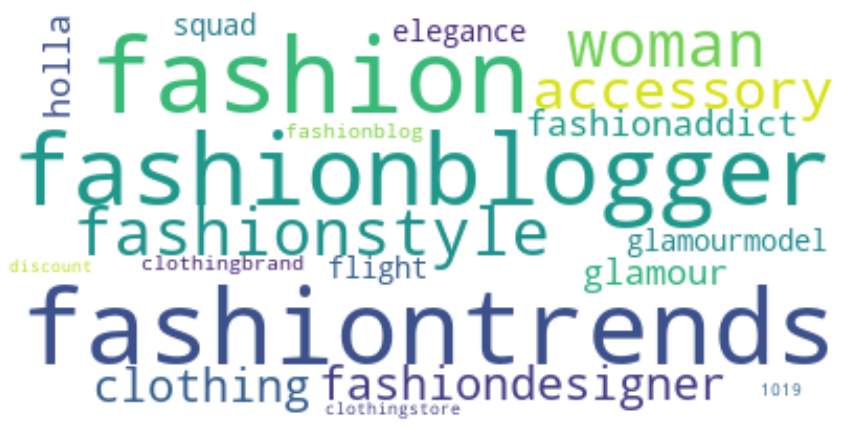 holla
squad
elegance
fashion
woman
accessory
fashionblog
fashionaddict
fashionblogger
fashionstyle
glamourmodel
discount
clothingbrand
flight
glamour
fashiontrends
clothing
fashiondesigner
1019
clothingstore